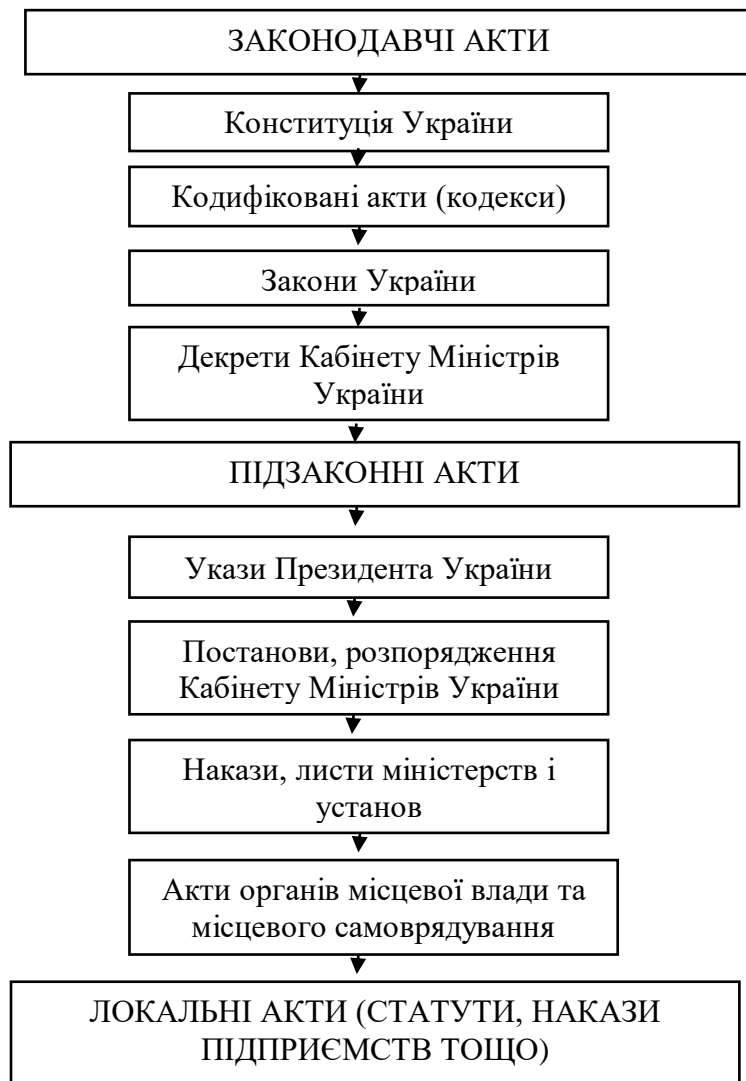 ЗАКОНОДАВЧІ АКТИ
Конституція України
Кодифіковані акти (кодекси)
Закони України
Декрети Кабінету Міністрів
України
ПІДЗАКОННІ АКТИ
Укази Президента України
Постанови, розпорядження
Кабінету Міністрів України
Накази, листи міністерств і
установ
Акти органів місцевої влади та
місцевого самоврядування
ЛОКАЛЬНІ АКТИ (СТАТУТИ, НАКАЗИ
ПІДПРИЄМСТВ ТОЩО)